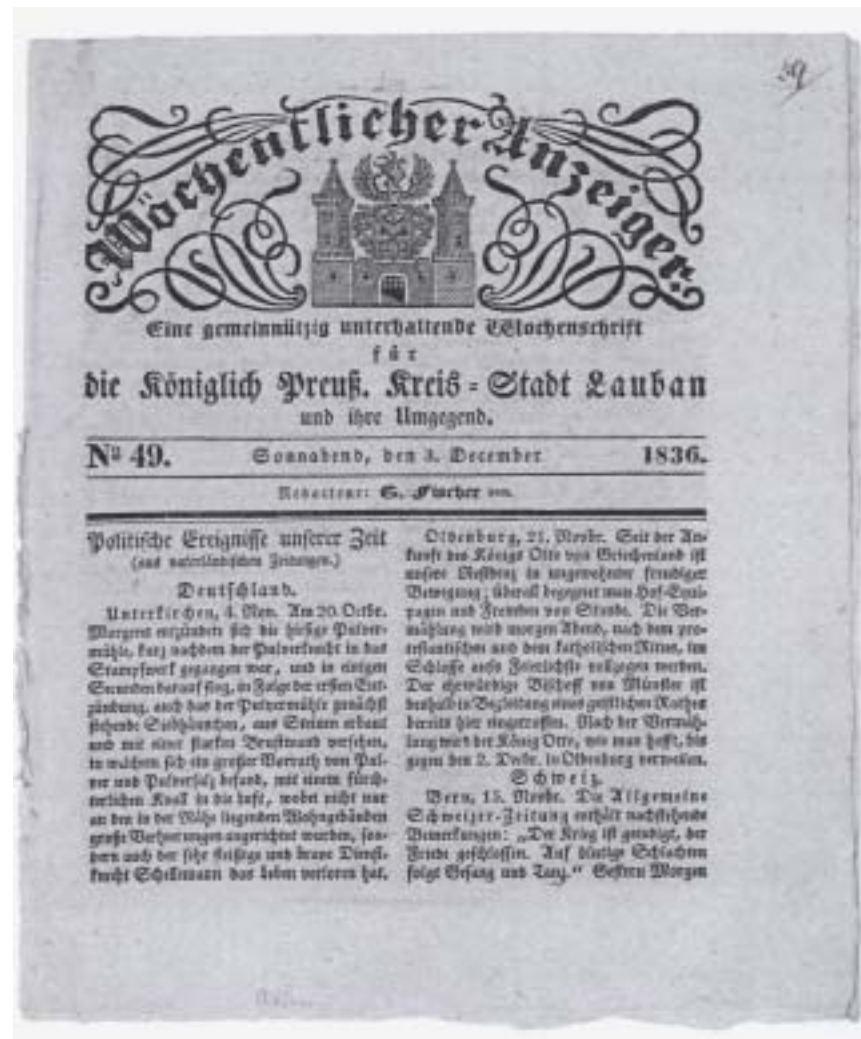 39
Wöchentlicher Anzeiger.
Eine gemeinnützig unterhaltende Wochenschrift
für
die Königlich Preuß. Kreis=Stadt Lauban
und ihre Umgegend.
No 49. Sonnabend, den 3. December 1836.
Redacteur: S. Fischer
Politische Ereignisse unserer Zeit
(aus vaterländischen Zeitungen.)
Deutschland.
Unterkirchen, 4. Nov. Am 20. Octbr.
Morgens entzündete sich die hiesige Pulver-
mühle, kurz nachdem der Pulverknecht in das
Stampfwerk gegangen war, und in einigen
Secunden darauf flog, in Folge der ersten Ent-
zündung, auch das der Pulvermühle zunächst
stehende Siebhäuschen, aus Steinen erbaut
und mit einer starken Brustwand versehen,
in welchem sich ein großer Vorrath von Pul-
ver und Pulversatz befand, mit einem fürch-
terlichen Knall in die Luft, wobei nicht nur
an den in der Nähe liegenden Wohngebäuden
große Verheerungen angerichtet wurden, son-
dern auch der sehr fleißige und brave Dienst-
knecht Schellmann das Leben verloren hat.
Oldenburg, 21. Novbr. Seit der An-
kunft des Königs Otto von Griechenland ist
unsere Residenz in ungewohnter freudiger
Bewegung; überall begegnet man Hof-Equi-
pagen und Fremden von Stande. Die Ver-
mählung wird morgen Abend, nach dem pro-
testantischen und dem katholischen Ritus, im
Schlosse aufs Feierlichste vollzogen werden.
Der ehrwürdige Bischoff von Münster ist
deshalb in Begleitung eines geistlichen Rathes
bereits hier eingetroffen. Nach der Vermäh-
lung wird der König Otto, wie man hofft, bis
gegen den 2. Decbr. in Oldenburg verweilen.
Schweiz.
Bern, 15. Novbr. Die Allgemeine
Schweizer-Zeitung enthält nachstehende
Bemerkungen: „Der Krieg ist geendigt, der
Friede geschlossen. Auf blutige Schlachten
folgt Gesang und Tanz.“ Gestern Morgen